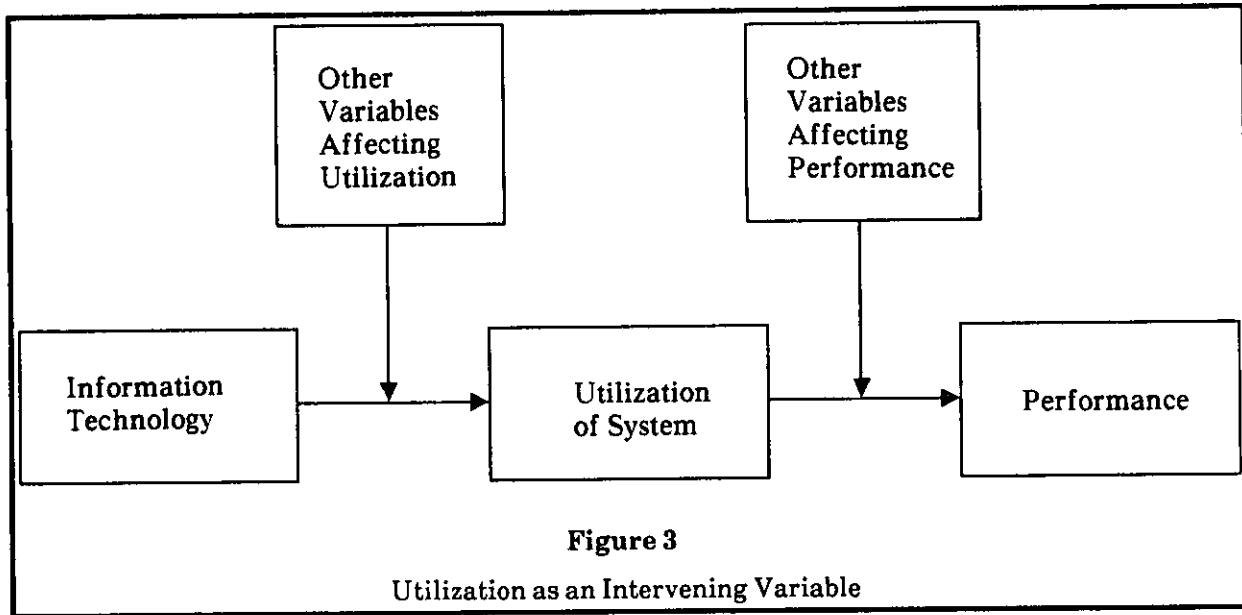 Other
Variables
Affecting
Utilization
Other
Variables
Affecting
Performance
Information
Technology
Utilization
of System
Performance
Figure 3
Utilization as an Intervening Variable